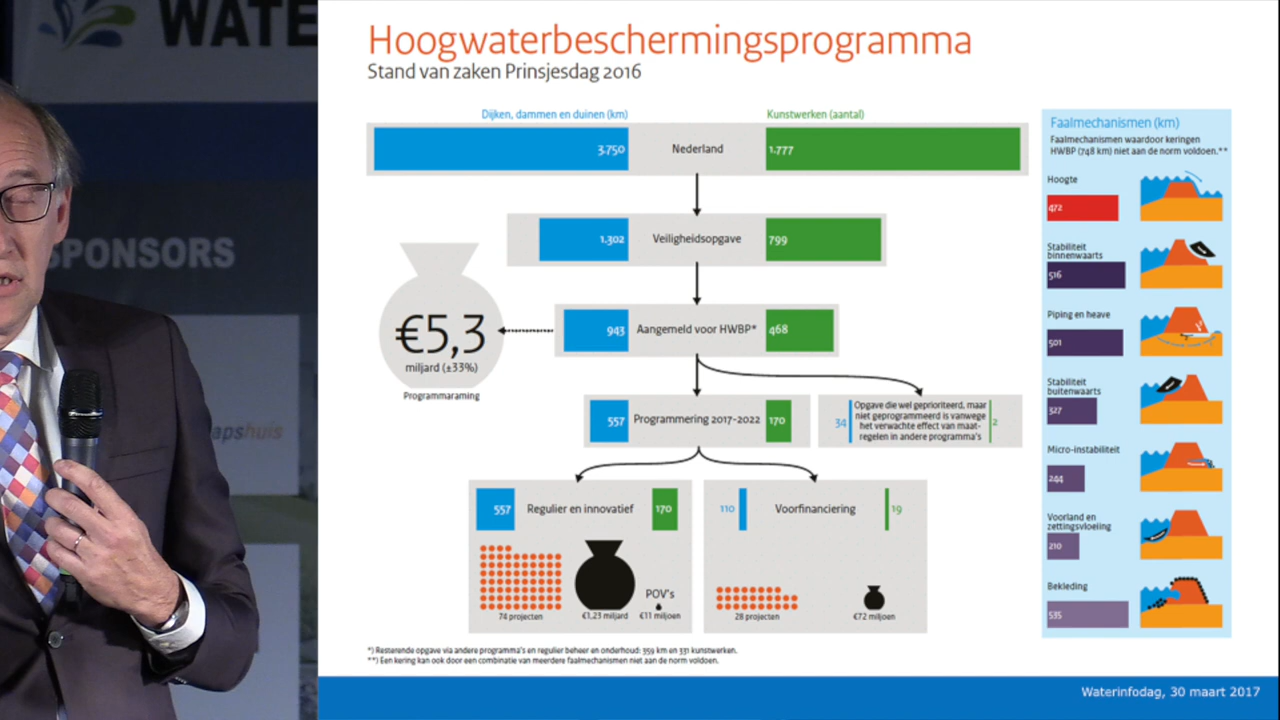 WATE
SPONSORS
apshuis
Hoogwaterbeschermingsprogramma
Stand van zaken Prinsjesdag 2016
Dijken, dammen en duinen (km)
Kunstwerken (aantal)
3.750
Nederland
1.777
1.302
Veiligheidsopgave
799
943
Aangemeld voor HWBP*
468
€5,3
miljard (±33%)
Programmaraming
557
Programmering 2017-2022
170
34
Opgave die wel geprioriteerd, maar
niet geprogrammeerd is vanwege
het verwachte effect van maat-
regelen in andere programma's
2
557
Regulier en innovatief
170
74 projecten
€1,23 miljard
POV's
€11 miljoen
110
Voorfinanciering
19
28 projecten
€72 miljoen
*) Resterende opgave via andere programma's en regulier beheer en onderhoud: 359 km en 331 kunstwerken.
**) Een kering kan ook door een combinatie van meerdere faalmechanismen niet aan de norm voldoen.
Faalmechanismen (km)
Faalmechanismen waardoor keringen
HWBP (748 km) niet aan de norm voldoen.**
Hoogte
472
Stabiliteit
binnenwaarts
516
Piping en heave
501
Stabiliteit
buitenwaarts
327
Micro-instabiliteit
244
Voorland en
zettingsvloeiing
210
Bekleding
535
Waterinfodag, 30 maart 2017